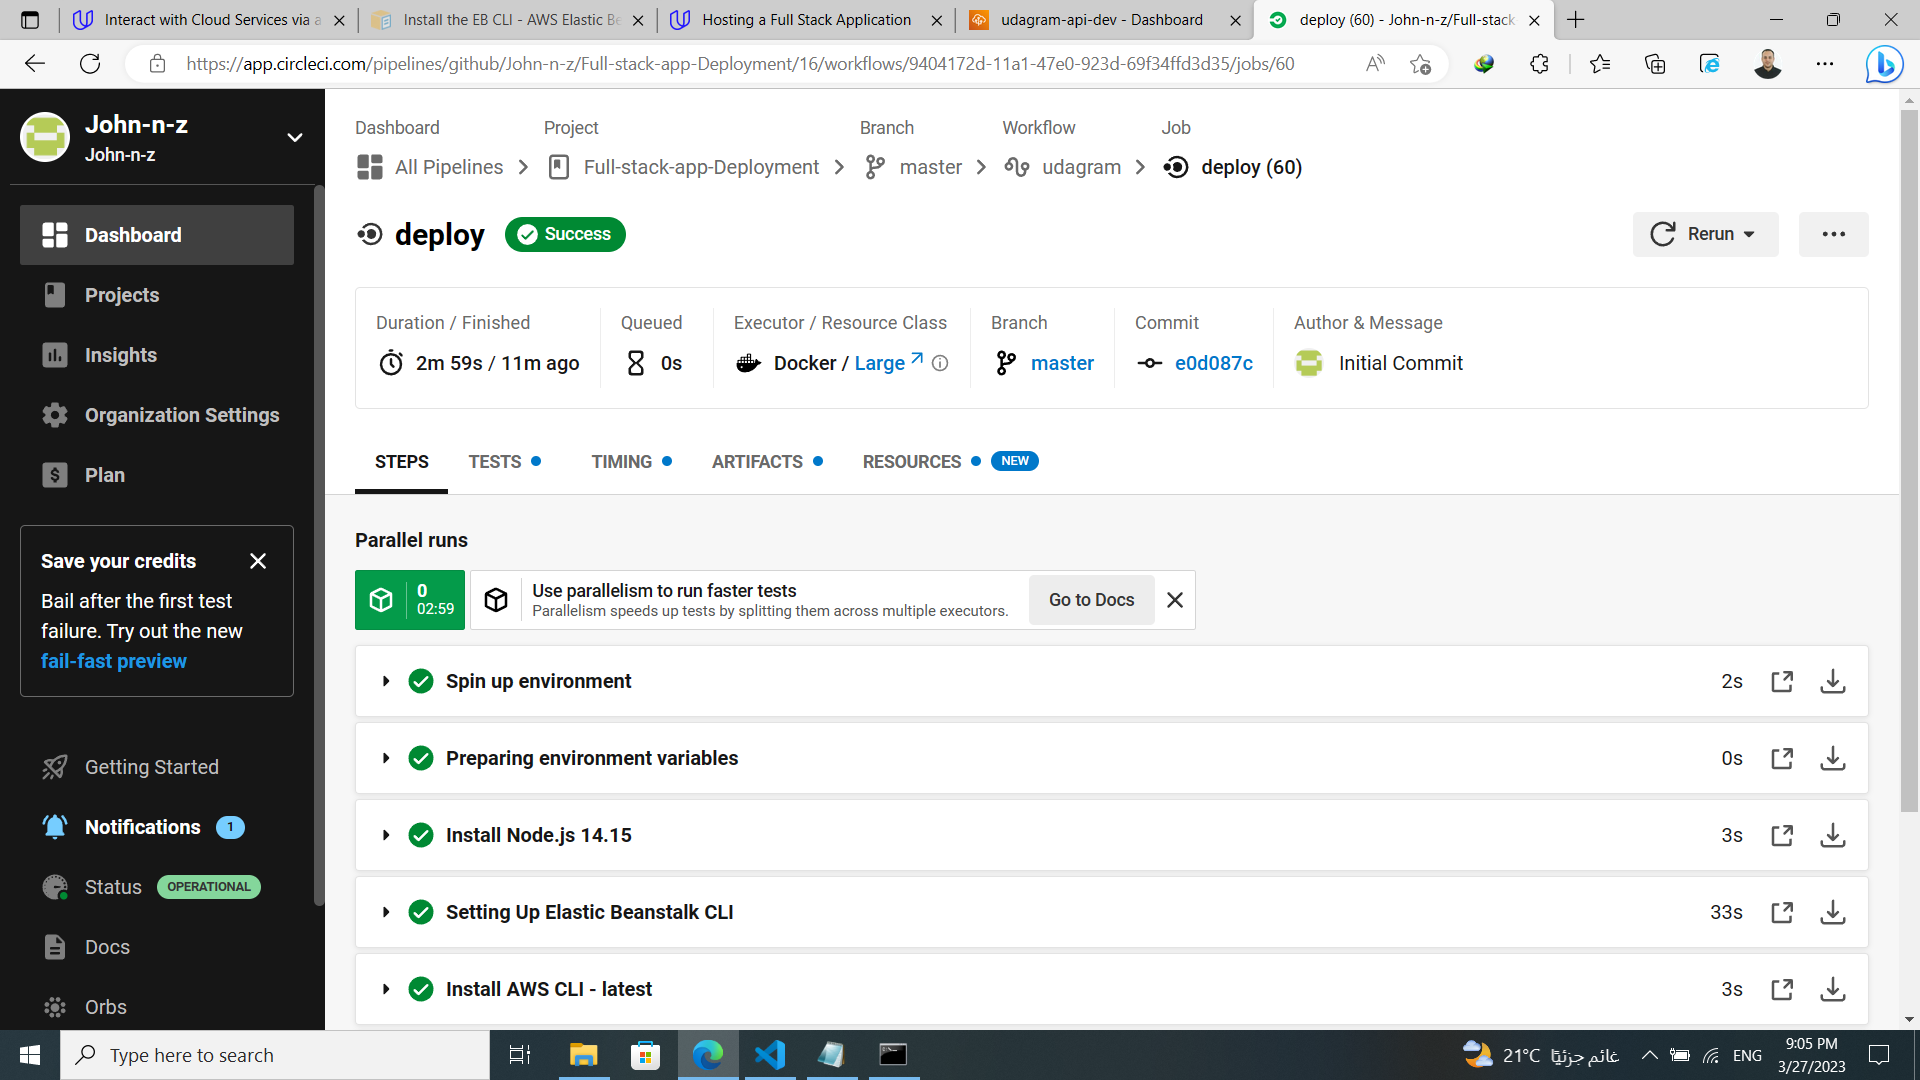 Interact with Cloud Services via a
Install the EB CLI - AWS Elastic Be
Hosting a Full Stack Application
udagram-api-dev - Dashboard
deploy (60) - John-n-z/Full-stack
https://app.circleci.com/pipelines/github/John-n-z/Full-stack-app-Deployment/16/workflows/9404172d-11a1-47e0-923d-69f34ffd3d35/jobs/60
John-n-z
John-n-z
Dashboard
Projects
Insights
Organization Settings
Plan
Save your credits
Bail after the first test
failure. Try out the new
fail-fast preview
Getting Started
Notifications 1
Status OPERATIONAL
Docs
Orbs
Dashboard Project Branch Workflow Job
All Pipelines Full-stack-app-Deployment master udagram deploy (60)
deploy Success
Rerun
Duration / Finished Queued Executor / Resource Class Branch Commit Author & Message
2m 59s / 11m ago 0s Docker / Large master e0d087c Initial Commit
STEPS TESTS TIMING ARTIFACTS RESOURCES NEW
Parallel runs
0
02:59
Use parallelism to run faster tests
Parallelism speeds up tests by splitting them across multiple executors.
Go to Docs
Spin up environment 2s
Preparing environment variables 0s
Install Node.js 14.15 3s
Setting Up Elastic Beanstalk CLI 33s
Install AWS CLI - latest 3s
Type here to search
21°C غائم جزئيًا
ENG
9:05 PM
3/27/2023